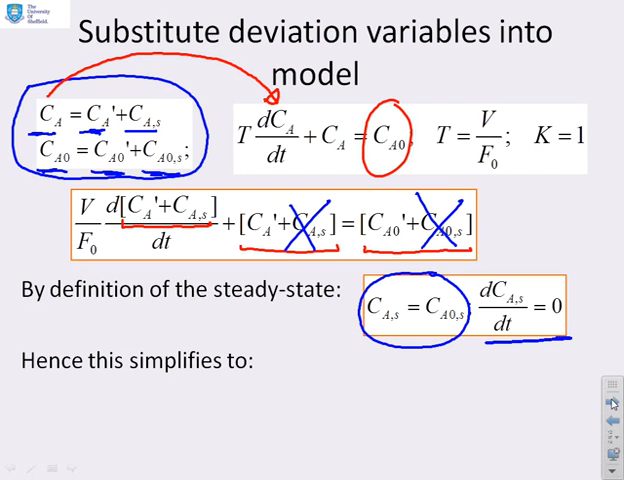 The University Of Sheffield.
Substitute deviation variables into
model
C_A = C_A' + C_{A,s}
C_{A0} = C_{A0}' + C_{A0,s};
T dC_A/dt + C_A = C_{A0}, T = V/F_0; K = 1
V/F_0 d[C_A' + C_{A,s}]/dt + [C_A' + C_{A,s}] = [C_{A0}' + C_{A0,s}]
By definition of the steady-state: C_{A,s} = C_{A0,s} dC_{A,s}/dt = 0
Hence this simplifies to: